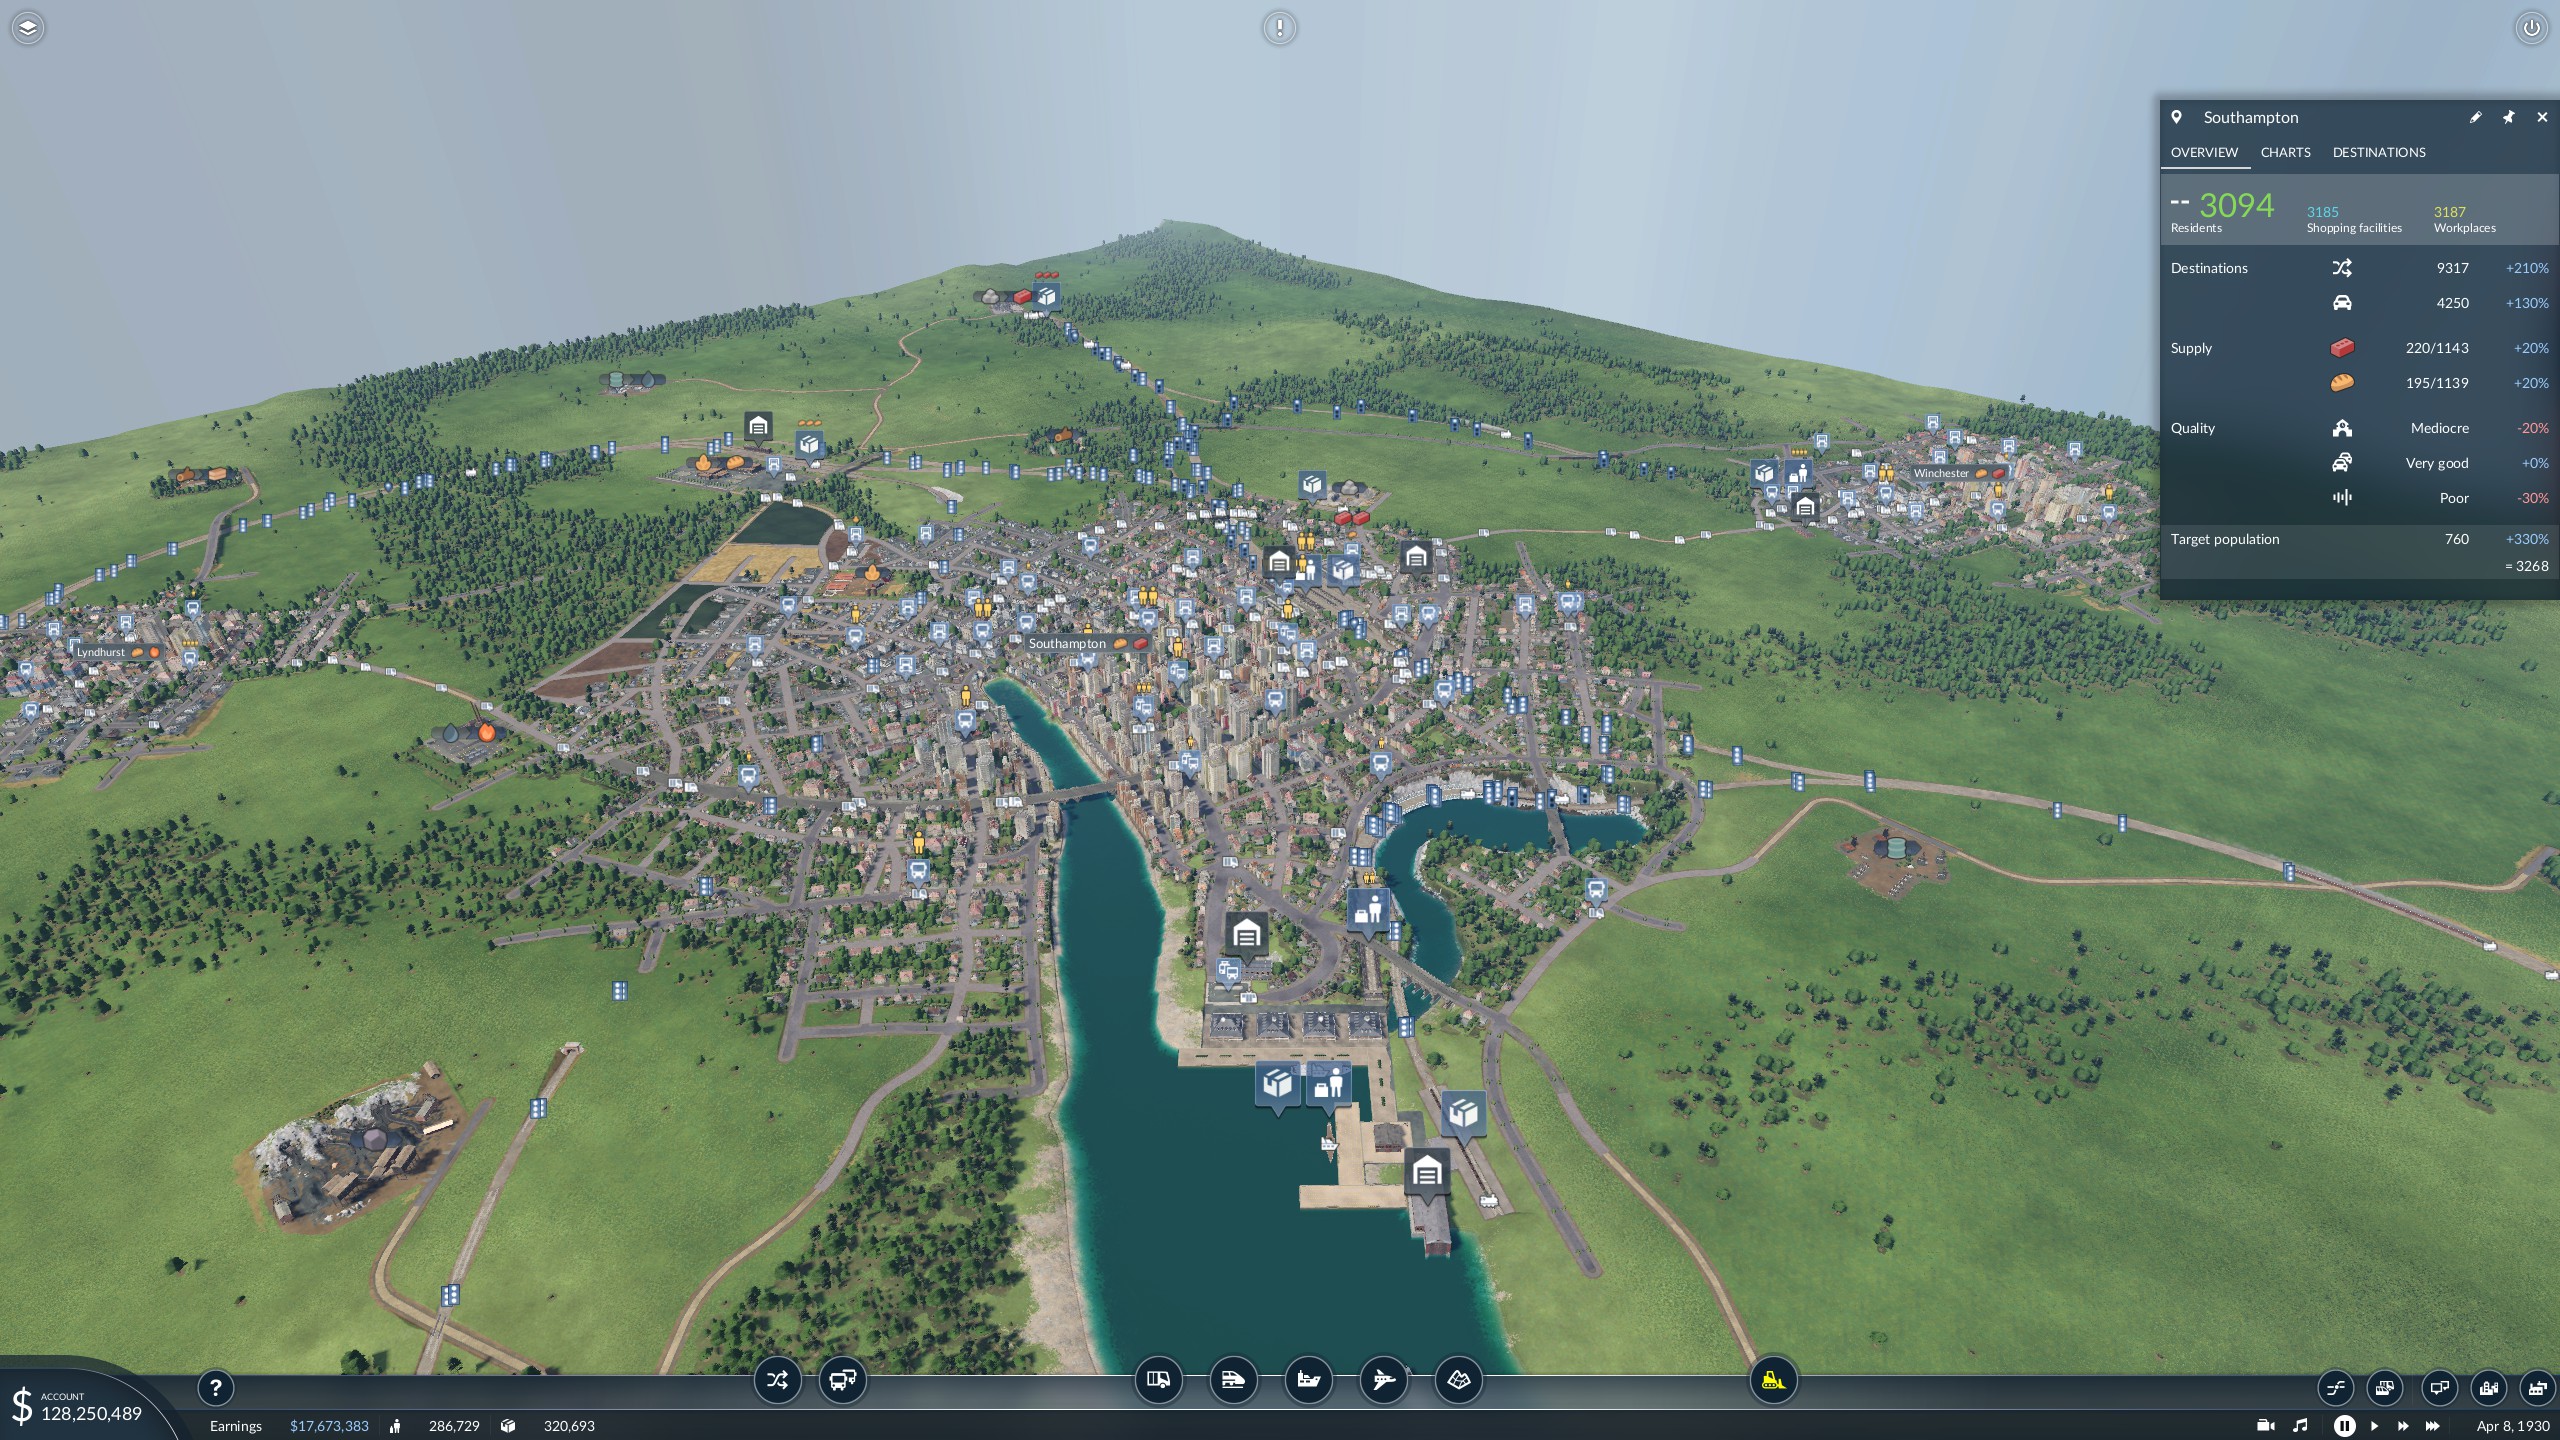 Southampton
OVERVIEW CHARTS DESTINATIONS
-- 3094 3185 3187
Residents Shopping facilities Workplaces
Destinations 9317 +210%
4250 +130%
Supply 220/1143 +20%
195/1139 +20%
Quality Mediocre -20%
Very good +0%
Poor -30%
Target population 760 +330%
= 3268
Winchester
Southampton
Lyndhurst
$ ACCOUNT
128,250,489
?
Earnings $17,673,383 286,729 320,693
Apr 8, 1930